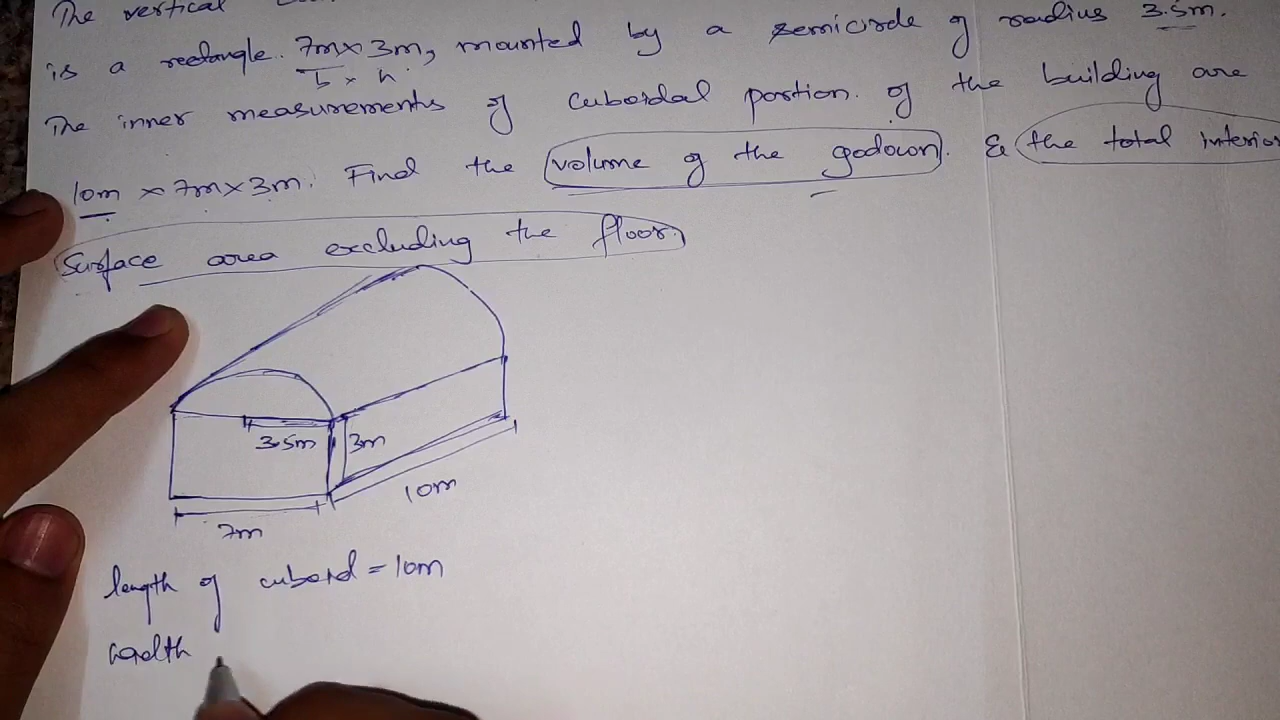 The vertical
is a rectangle. 7m x 3m, mounted by a semicircle of radius 3.5m.
b x h
The inner measurements of cuboidal portion. of the building are
10m x 7m x 3m. Find the volume of the godown. & the total interior
Surface area excluding the floor.
3.5m
3m
10m
7m
length of cuboid = 10m
width